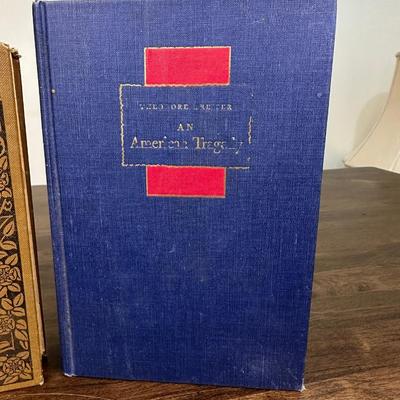 THEODORE DREISER
AN
American Tragedy